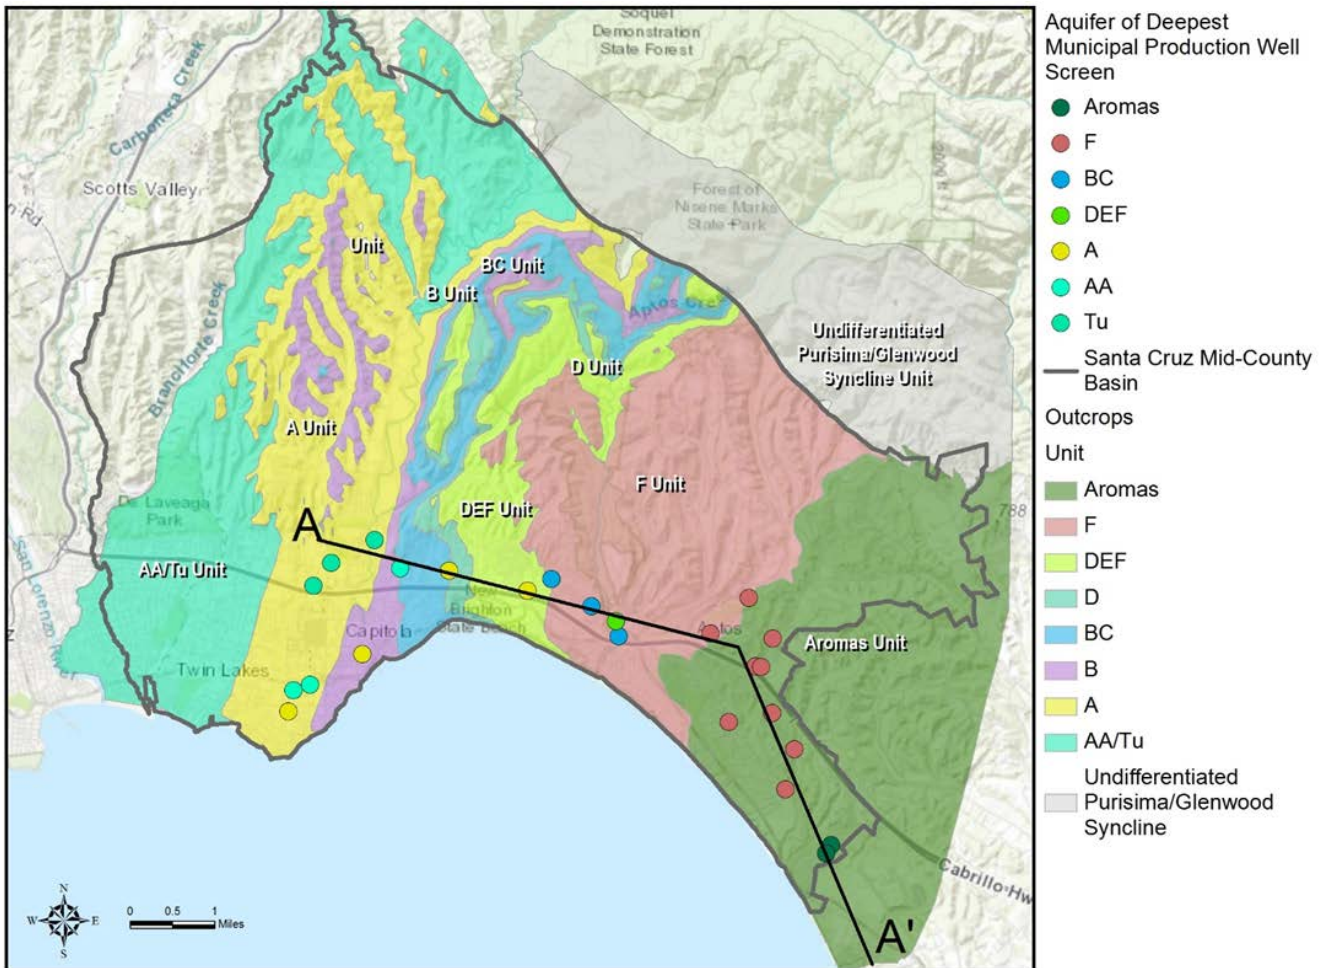 Soquel
Demonstration
State Forest
Carbonera Creek
Scotts Valley
Forest of
Nisene Marks
State Park
Unit
BC Unit
B Unit
Aptos Creek
Branciforte Creek
Undifferentiated
Purisima/Glenwood
Syncline Unit
D Unit
A Unit
F Unit
DEF Unit
De Laveaga
Park
A
788
San Lorenzo River
AA/Tu Unit
New
Brighton
State Beach
Capitola
Aptos
Aromas Unit
Twin Lakes
Cabrillo Hw
A'
N
W E
S
0 0.5 1
Miles
Aquifer of Deepest
Municipal Production Well
Screen
Aromas
F
BC
DEF
A
AA
Tu
Santa Cruz Mid-County
Basin
Outcrops
Unit
Aromas
F
DEF
D
BC
B
A
AA/Tu
Undifferentiated
Purisima/Glenwood
Syncline